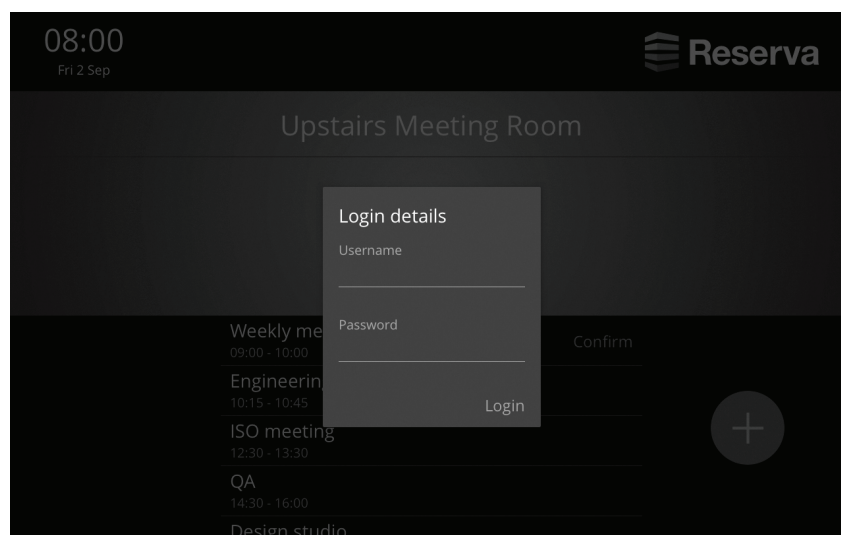 08:00
Fri 2 Sep
Reserva
Upstairs Meeting Room
Login details
Username
Password
Login
Weekly me
09:00 - 10:00
Confirm
Engineerin
10:15 - 10:45
ISO meeting
12:30 - 13:30
QA
14:30 - 16:00
Design studio